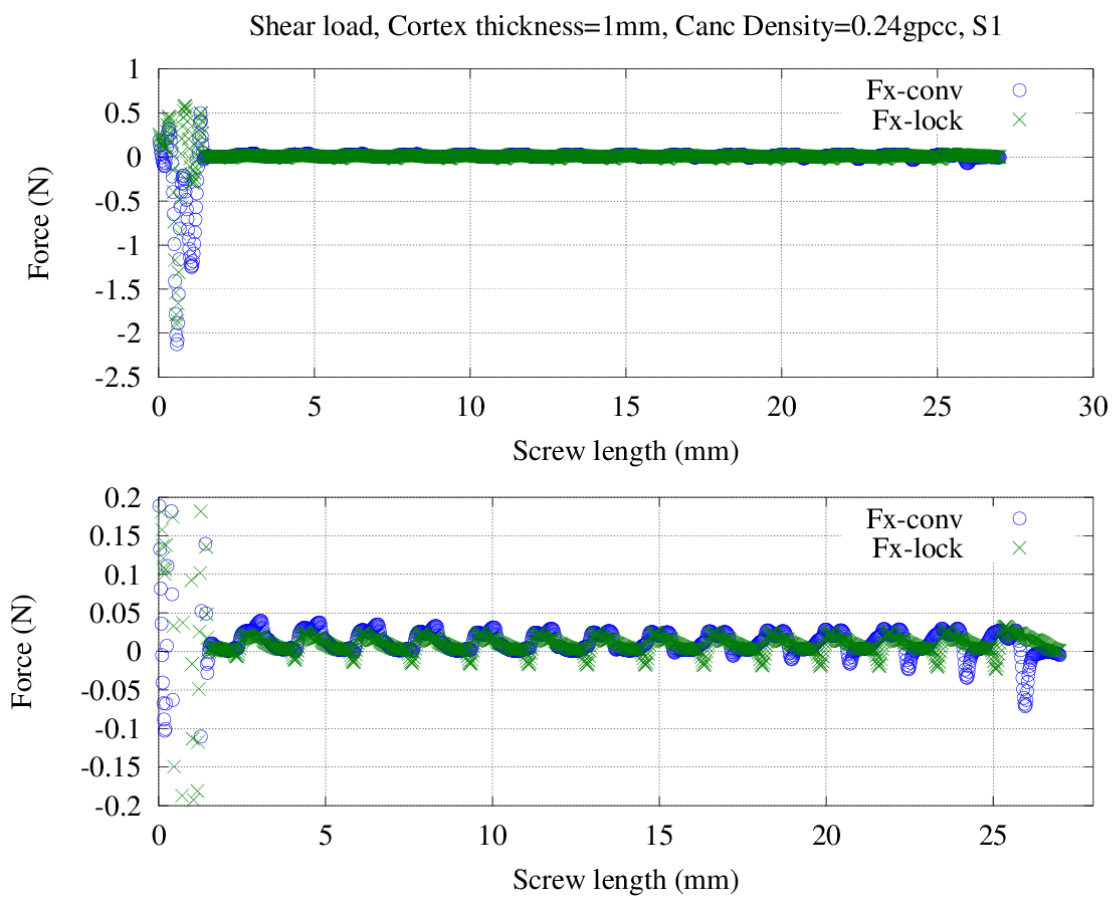 Shear load, Cortex thickness=1mm, Canc Density=0.24gpcc, S1
1
0.5
0
-0.5
-1
-1.5
-2
-2.5
Force (N)
Fx-conv
Fx-lock
0 5 10 15 20 25 30
Screw length (mm)
0.2
0.15
0.1
0.05
0
-0.05
-0.1
-0.15
-0.2
Force (N)
Fx-conv
Fx-lock
0 5 10 15 20 25
Screw length (mm)